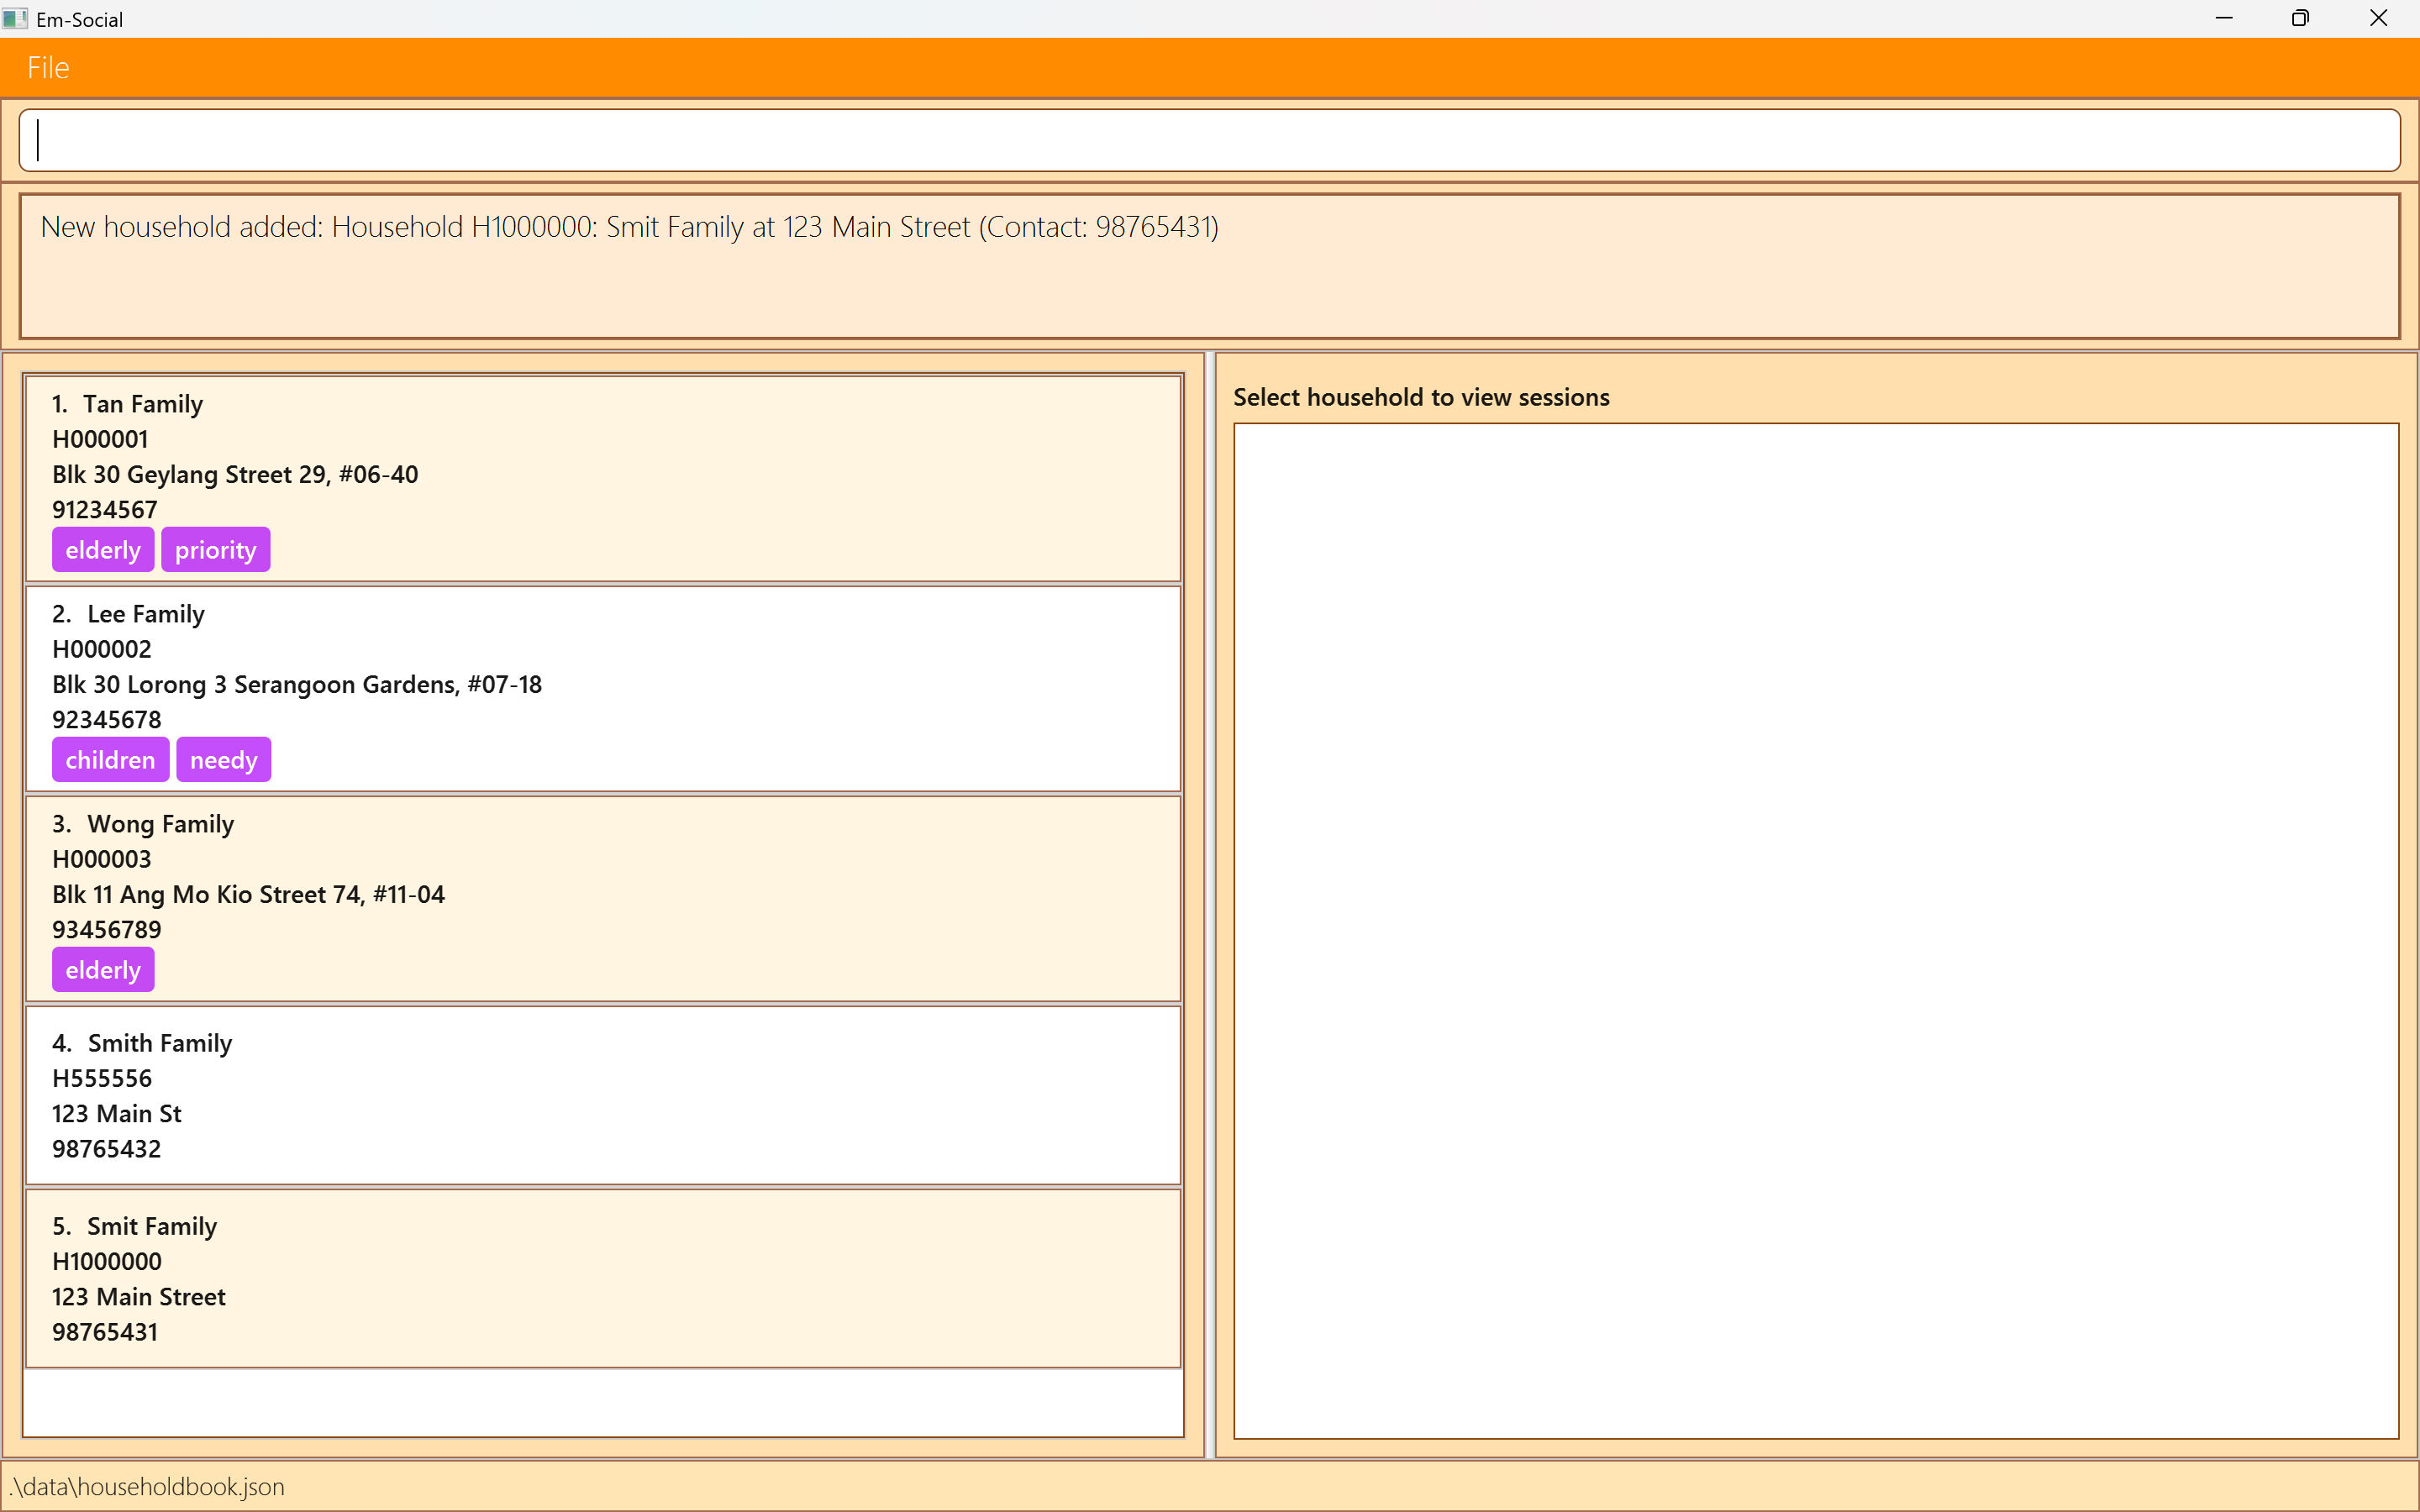 Em-Social
File
New household added: Household H1000000: Smit Family at 123 Main Street (Contact: 98765431)
1. Tan Family
H000001
Blk 30 Geylang Street 29, #06-40
91234567
elderly priority
2. Lee Family
H000002
Blk 30 Lorong 3 Serangoon Gardens, #07-18
92345678
children needy
3. Wong Family
H000003
Blk 11 Ang Mo Kio Street 74, #11-04
93456789
elderly
4. Smith Family
H555556
123 Main St
98765432
5. Smit Family
H1000000
123 Main Street
98765431
Select household to view sessions
.\data\householdbook.json